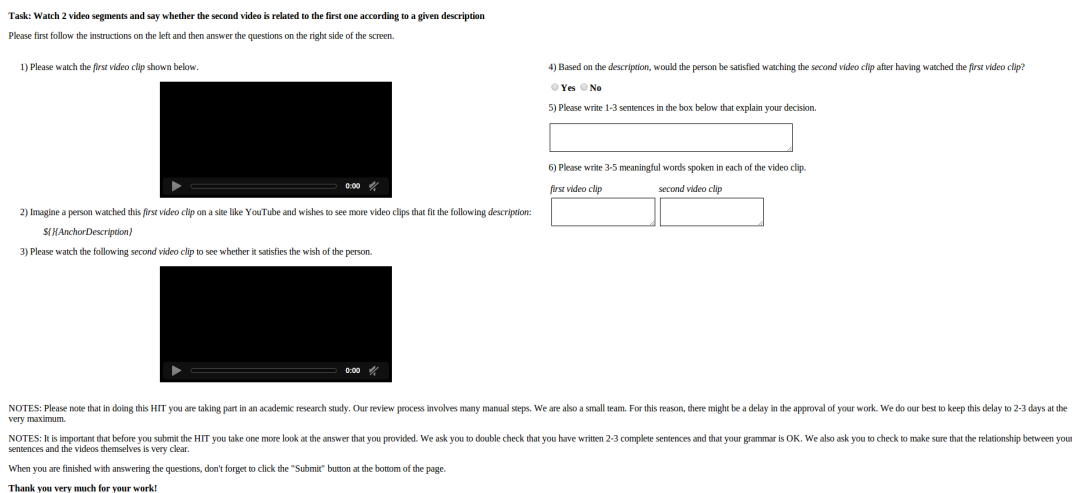 Task: Watch 2 video segments and say whether the second video is related to the first one according to a given description
Please first follow the instructions on the left and then answer the questions on the right side of the screen.
1) Please watch the first video clip shown below.
0:00
2) Imagine a person watched this first video clip on a site like YouTube and wishes to see more video clips that fit the following description:
${}{AnchorDescription}
3) Please watch the following second video clip to see whether it satisfies the wish of the person.
0:00
4) Based on the description, would the person be satisfied watching the second video clip after having watched the first video clip?
Yes No
5) Please write 1-3 sentences in the box below that explain your decision.
6) Please write 3-5 meaningful words spoken in each of the video clip.
first video clip second video clip
NOTES: Please note that in doing this HIT you are taking part in an academic research study. Our review process involves many manual steps. We are also a small team. For this reason, there might be a delay in the approval of your work. We do our best to keep this delay to 2-3 days at the
very maximum.
NOTES: It is important that before you submit the HIT you take one more look at the answer that you provided. We ask you to double check that you have written 2-3 complete sentences and that your grammar is OK. We also ask you to check to make sure that the relationship between your
sentences and the videos themselves is very clear.
When you are finished with answering the questions, don't forget to click the "Submit" button at the bottom of the page.
Thank you very much for your work!